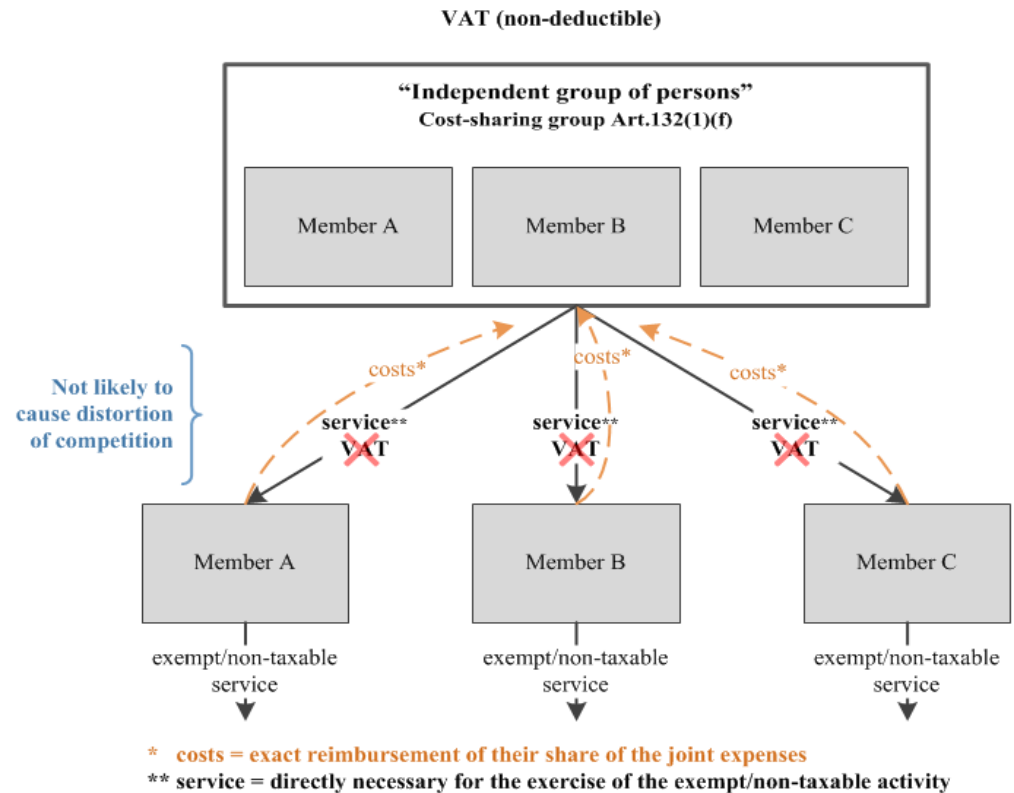 VAT (non-deductible)
“Independent group of persons”
Cost-sharing group Art.132(1)(f)
Member A
Member B
Member C
costs*
costs*
costs*
Not likely to
cause distortion
of competition
service**
VAT
service**
VAT
service**
VAT
Member A
Member B
Member C
exempt/non-taxable
service
exempt/non-taxable
service
exempt/non-taxable
service
* costs = exact reimbursement of their share of the joint expenses
** service = directly necessary for the exercise of the exempt/non-taxable activity